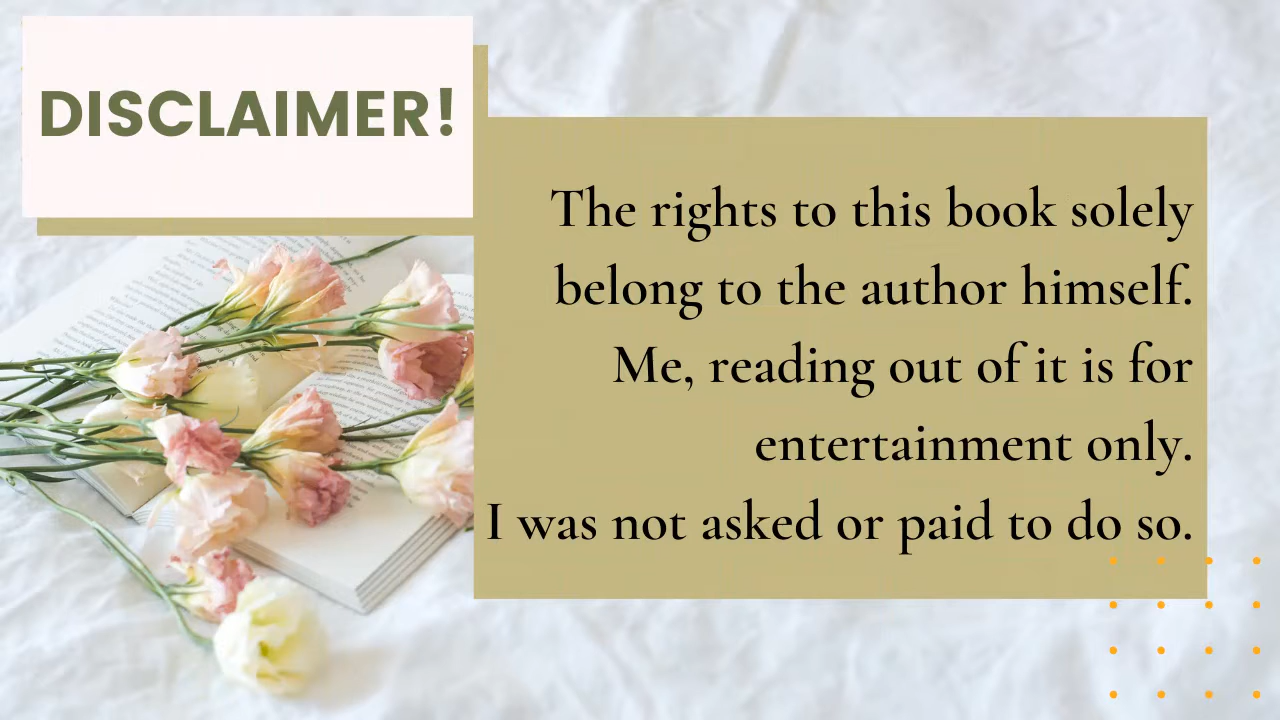 DISCLAIMER!
The rights to this book solely
belong to the author himself.
Me, reading out of it is for
entertainment only.
I was not asked or paid to do so.